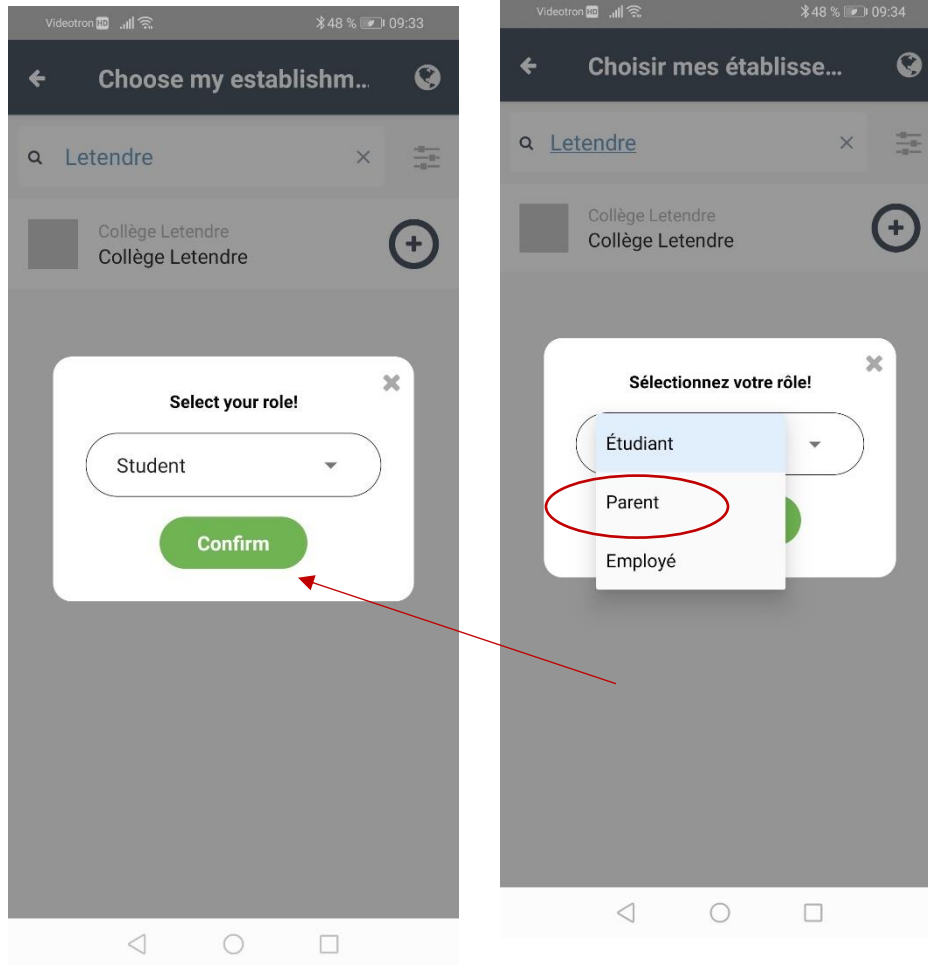 Videotron HD 48 % 09:33
Choose my establishm...
Letendre
Collège Letendre
Collège Letendre
Select your role!
Student
Confirm
Videotron HD 48 % 09:34
Choisir mes établisse...
Letendre
Collège Letendre
Collège Letendre
Sélectionnez votre rôle!
Étudiant
Parent
Employé